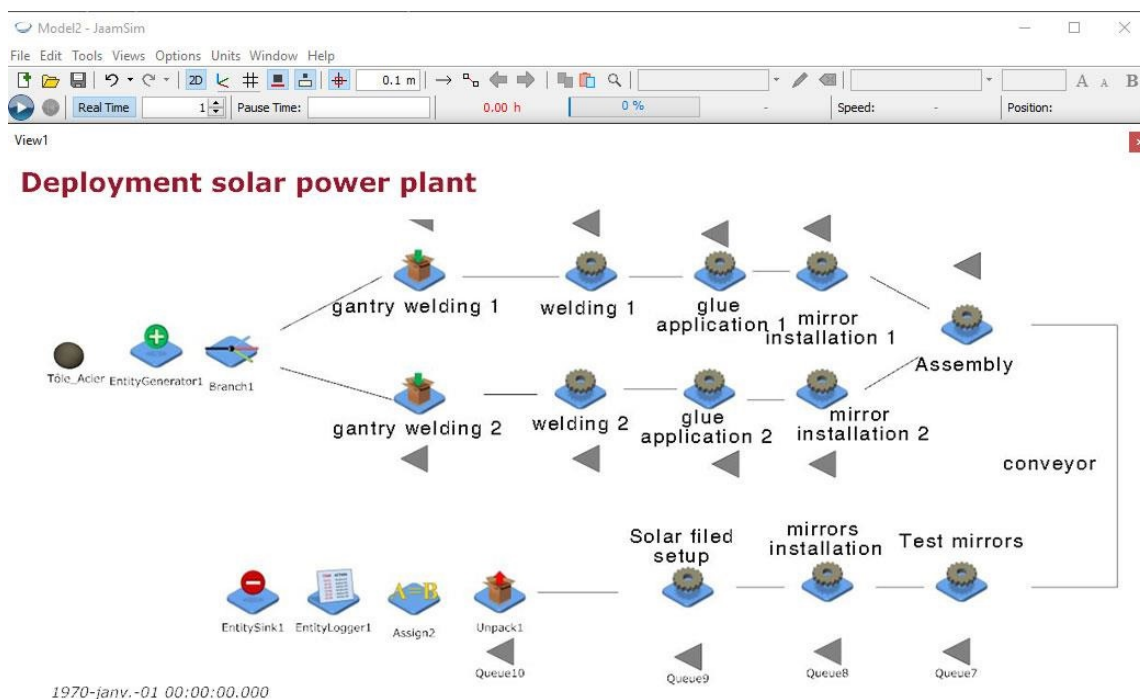 Model2 - JaamSim
File Edit Tools Views Options Units Window Help
2D 0.1 m A A B
Real Time 1 Pause Time: 0.00 h 0 % - Speed: - Position:
View1 x
Deployment solar power plant
gantry welding 1
welding 1
glue
application 1
mirror
installation 1
Tôle_Acier
EntityGenerator1
Branch1
Assembly
gantry welding 2
welding 2
glue
application 2
mirror
installation 2
conveyor
Solar filed
setup
mirrors
installation
Test mirrors
A=B
EntitySink1
EntityLogger1
Assign2
Unpack1
Queue10
Queue9
Queue8
Queue7
1970-janv.-01 00:00:00.000